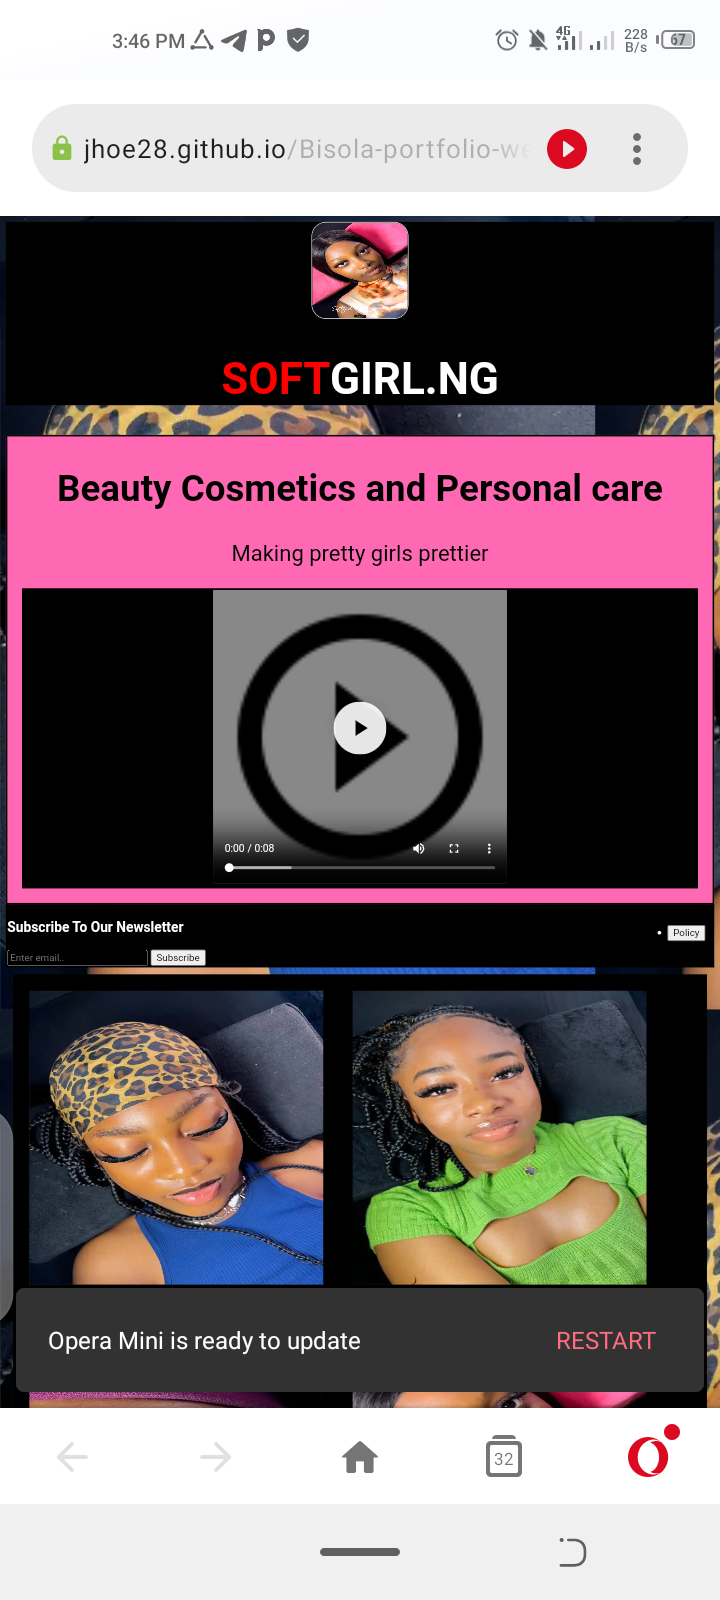 3:46 PM
4G
228
B/s
67
jhoe28.github.io/Bisola-portfolio-we
SOFTGIRL.NG
Beauty Cosmetics and Personal care
Making pretty girls prettier
0:00 / 0:08
Subscribe To Our Newsletter
Policy
Enter email..
Subscribe
Opera Mini is ready to update
RESTART
32